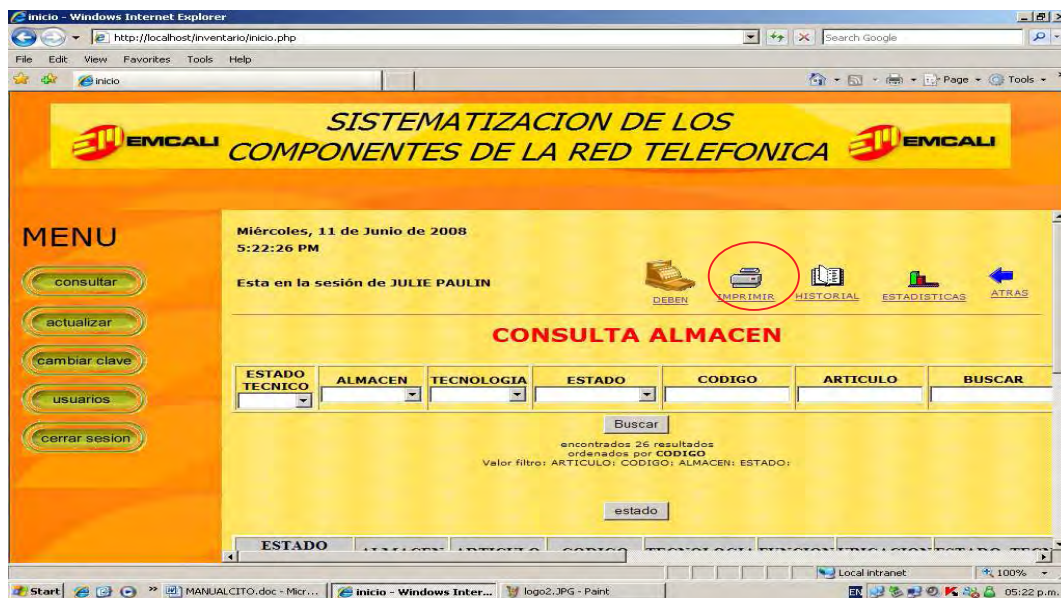 inicio - Windows Internet Explorer
http://localhost/inventario/inicio.php
Search Google
File Edit View Favorites Tools Help
inicio
Page Tools
EMCALI
SISTEMATIZACION DE LOS
COMPONENTES DE LA RED TELEFONICA
EMCALI
MENU
consultar
actualizar
cambiar clave
usuarios
cerrar sesion
Miércoles, 11 de Junio de 2008
5:22:26 PM
Esta en la sesión de JULIE PAULIN
DEBEN IMPRIMIR HISTORIAL ESTADISTICAS ATRAS
CONSULTA ALMACEN
ESTADO TECNICO ALMACEN TECNOLOGIA ESTADO CODIGO ARTICULO BUSCAR
Buscar
encontrados 26 resultados
ordenados por CODIGO
Valor filtro: ARTICULO: CODIGO: ALMACEN: ESTADO:
estado
ESTADO
Local intranet 100%
Start MANUALCITO.doc - Micr... inicio - Windows Inter... logo2.JPG - Paint EN 05:22 p.m.